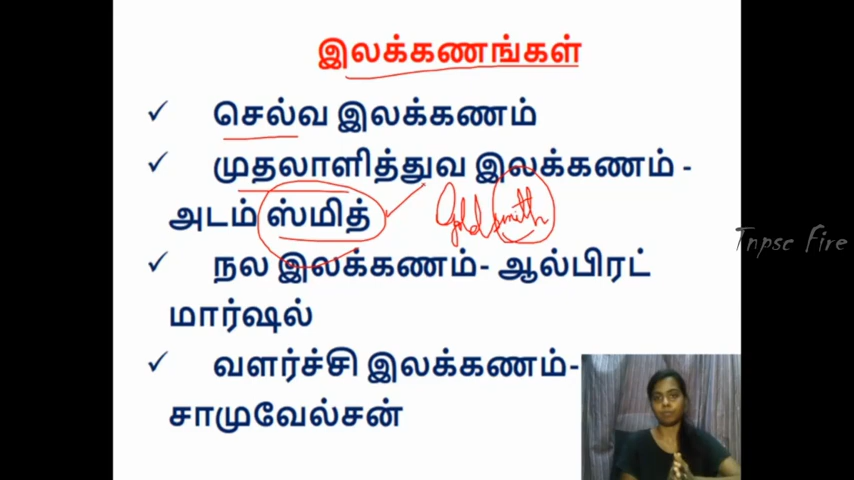 இலக்கணங்கள்
✓ செல்வ இலக்கணம்
✓ முதலாளித்துவ இலக்கணம் -
அடம் ஸ்மித்
Goldsmith
✓ நல இலக்கணம்- ஆல்பிரட்
மார்ஷல்
✓ வளர்ச்சி இலக்கணம்-
சாமுவேல்சன்
Tnpsc Fire